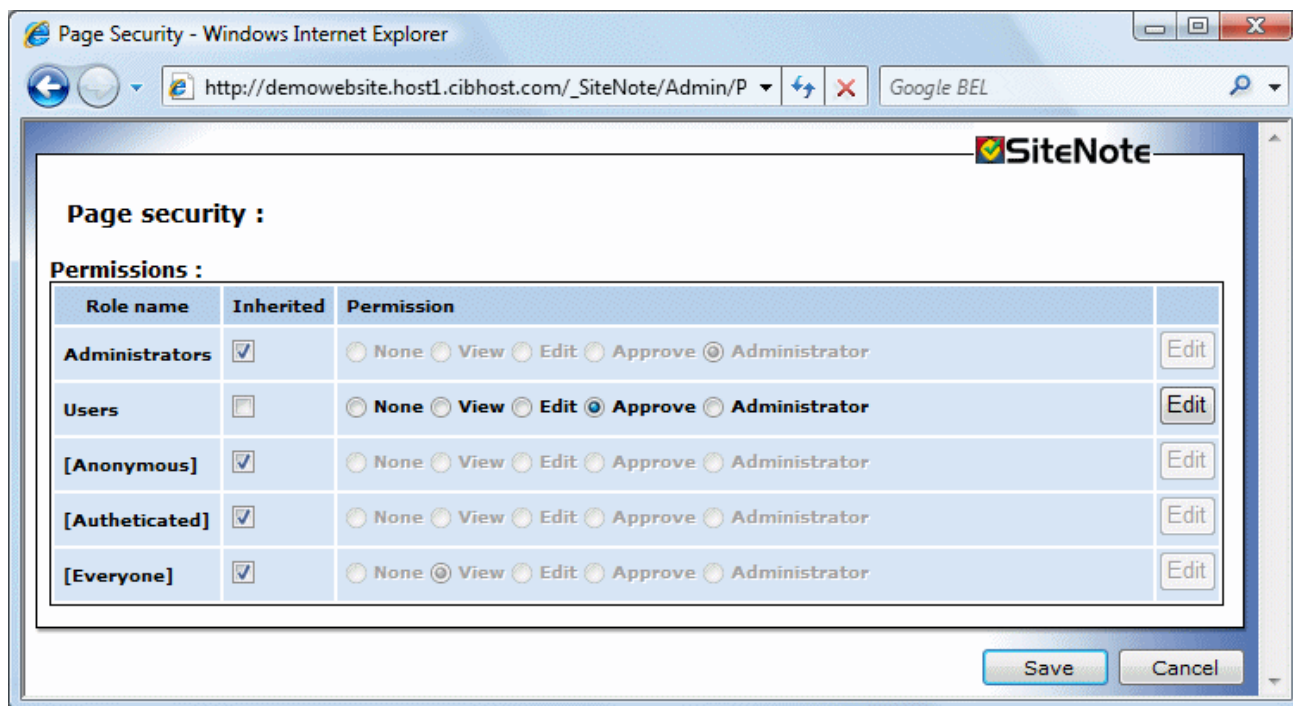 Page Security - Windows Internet Explorer
http://demowebsite.host1.cibhost.com/_SiteNote/Admin/P Google BEL
SiteNote
Page security :
Permissions :
Role name Inherited Permission
Administrators None View Edit Approve Administrator Edit
Users None View Edit Approve Administrator Edit
[Anonymous] None View Edit Approve Administrator Edit
[Autheticated] None View Edit Approve Administrator Edit
[Everyone] None View Edit Approve Administrator Edit
Save Cancel